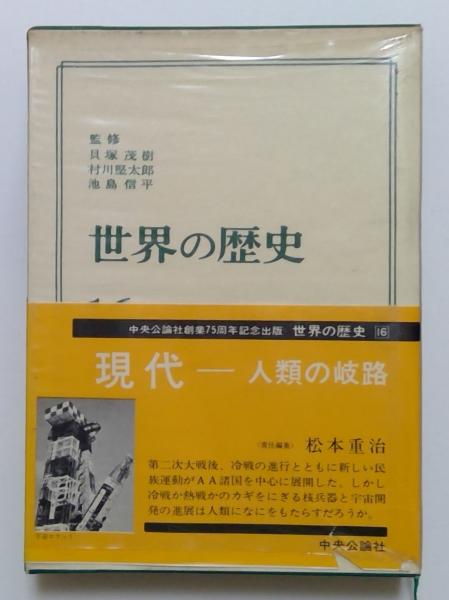 監修
貝塚茂樹
村川堅太郎
池島信平
世界の歴史
16
中央公論社創業75周年記念出版 世界の歴史 16
現代―人類の岐路
〈責任編集〉 松本重治
第二次大戦後、冷戦の進行とともに新しい民
族運動がＡＡ諸国を中心に展開した。しかし
冷戦か熱戦かのカギをにぎる核兵器と宇宙開
発の進展は人類になにをもたらすだろうか。
宇宙ロケット
中央公論社